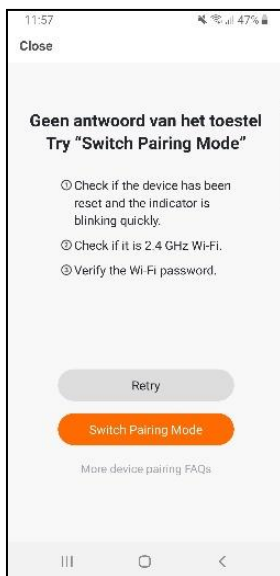 11:57 47%
Close
Geen antwoord van het toestel
Try “Switch Pairing Mode”
① Check if the device has been
reset and the indicator is
blinking quickly.
② Check if it is 2.4 GHz Wi-Fi.
③ Verify the Wi-Fi password.
Retry
Switch Pairing Mode
More device pairing FAQs